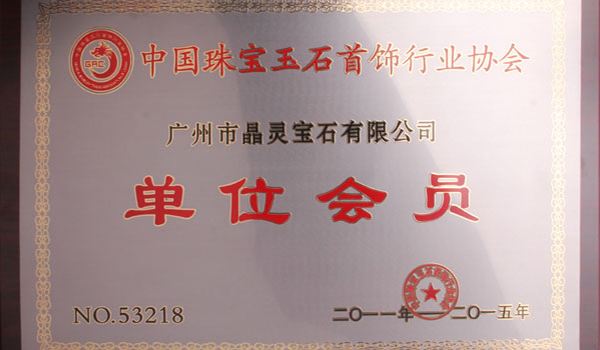 GAC
中国珠宝玉石首饰行业协会
广州市晶灵宝石有限公司
单位会员
NO.53218
二〇一一年——二〇一五年